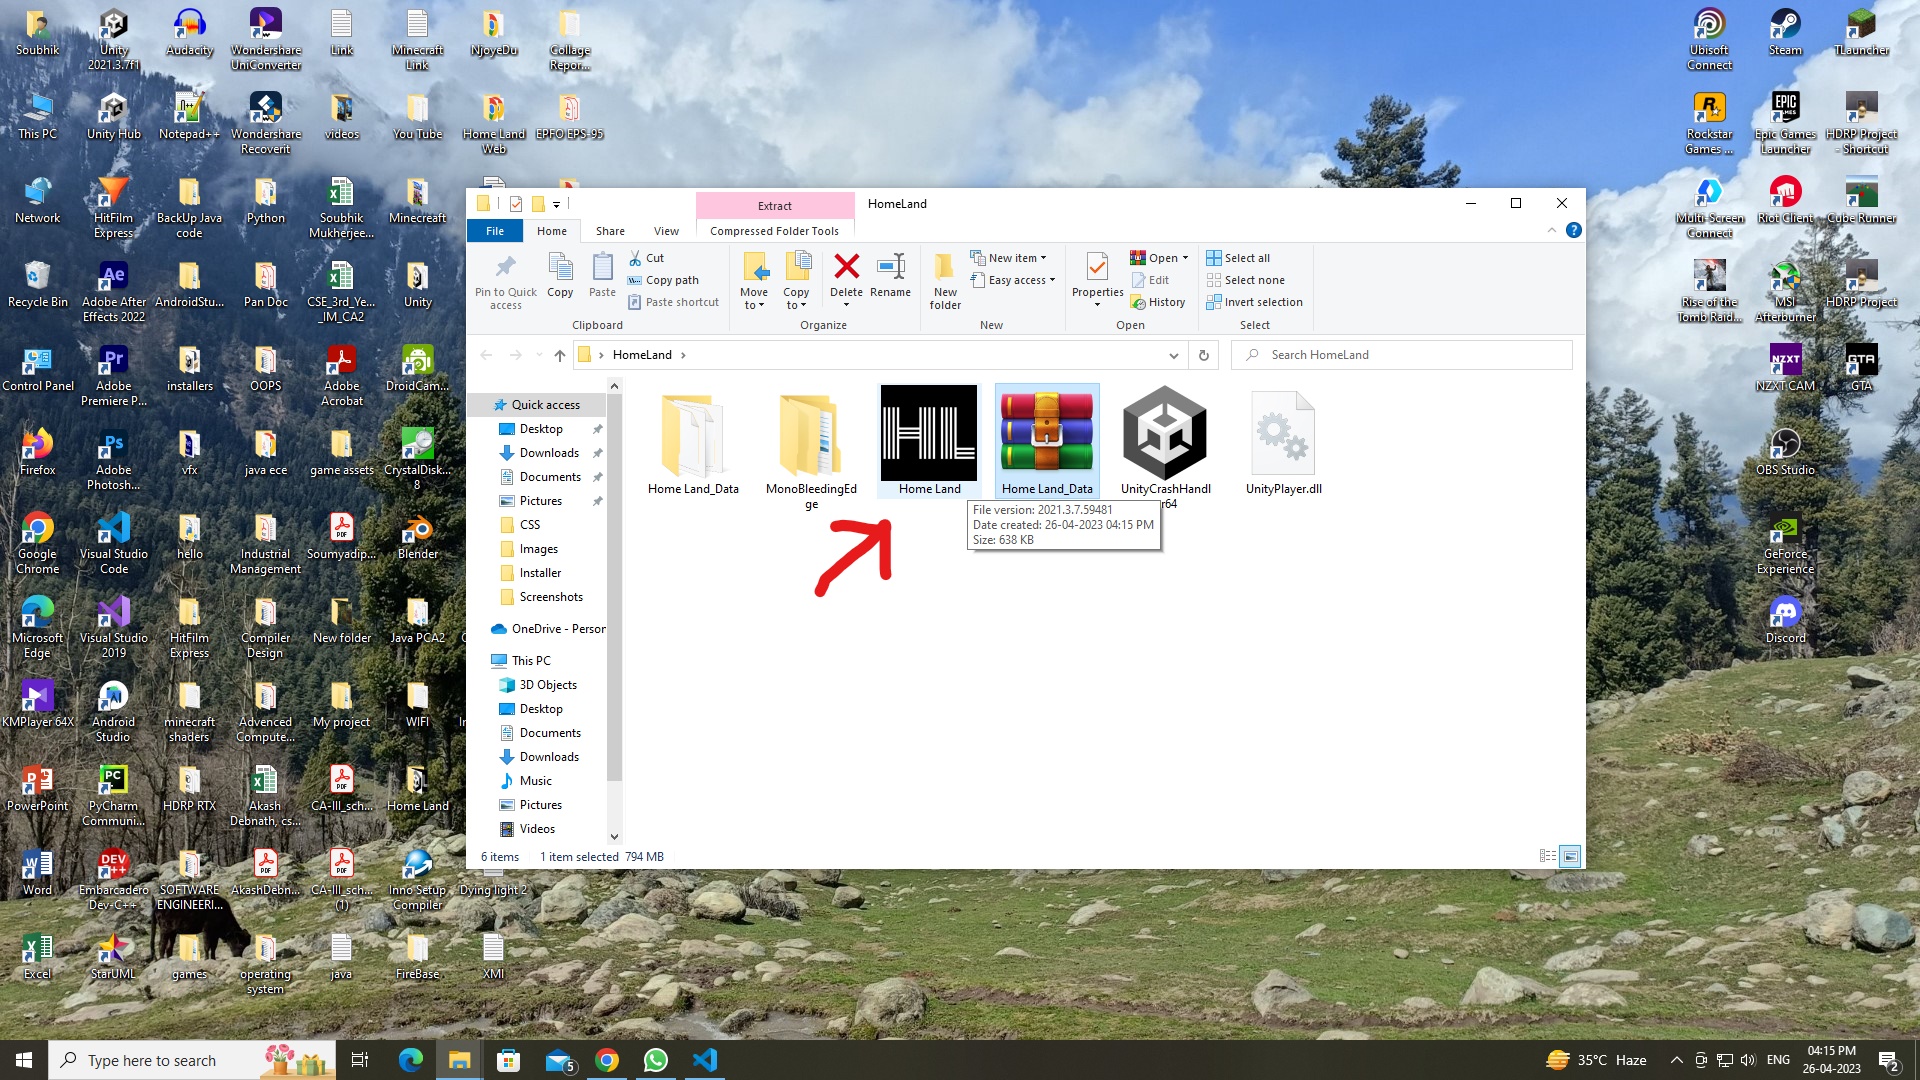 Soubhik
Unity
2021.3.7f1
Audacity
Wondershare
UniConverter
Link
Minecraft
Link
NjoyeDu
Collage
Repor...
Ubisoft
Connect
Steam
TLauncher
This PC
Unity Hub
Notepad++
Wondershare
Recoverit
videos
You Tube
Home Land
Web
EPFO EPS-95
Rockstar
Games ...
Epic Games
Launcher
HDRP Project
- Shortcut
Network
HitFilm
Express
BackUp Java
code
Python
Soubhik
Mukherjee...
Minecreaft
Multi-Screen
Connect
Riot Client
Cube Runner
Recycle Bin
Adobe After
Effects 2022
AndroidStu...
Pan Doc
CSE_3rd_Ye...
_IM_CA2
Unity
Rise of the
Tomb Raid...
MSI
Afterburner
HDRP Project
Control Panel
Adobe
Premiere P...
installers
OOPS
Adobe
Acrobat
DroidCam...
NZXT CAM
GTA
Firefox
Adobe
Photosh...
vfx
java ece
game assets
CrystalDisk...
8
OBS Studio
Google
Chrome
Visual Studio
Code
hello
Industrial
Management
Soumyadip...
Blender
GeForce
Experience
Microsoft
Edge
Visual Studio
2019
HitFilm
Express
Compiler
Design
New folder
Java PCA2
Discord
KMPlayer 64X
Android
Studio
minecraft
shaders
Advenced
Compute...
My project
WIFI
PowerPoint
PyCharm
Communi...
HDRP RTX
Akash
Debnath, cs...
CA-III_sch...
Home Land
Word
Embarcadero
Dev-C++
SOFTWARE
ENGINEERI...
AkashDebn...
CA-III_sch...
(1)
Inno Setup
Compiler
Dying light 2
Excel
StarUML
games
operating
system
java
FireBase
XMI
Extract
HomeLand
File
Home
Share
View
Compressed Folder Tools
Pin to Quick
access
Copy
Paste
Cut
Copy path
Paste shortcut
Clipboard
Move
to
Copy
to
Delete
Rename
Organize
New
folder
New item
Easy access
New
Properties
Open
Edit
History
Open
Select all
Select none
Invert selection
Select
HomeLand
Search HomeLand
Quick access
Desktop
Downloads
Documents
Pictures
CSS
Images
Installer
Screenshots
OneDrive - Person
This PC
3D Objects
Desktop
Documents
Downloads
Music
Pictures
Videos
HL
Home Land_Data
MonoBleedingEd
ge
Home Land
Home Land_Data
UnityCrashHandl
r64
UnityPlayer.dll
File version: 2021.3.7.59481
Date created: 26-04-2023 04:15 PM
Size: 638 KB
6 items
1 item selected 794 MB
Type here to search
5
35°C Haze
ENG
04:15 PM
26-04-2023
2